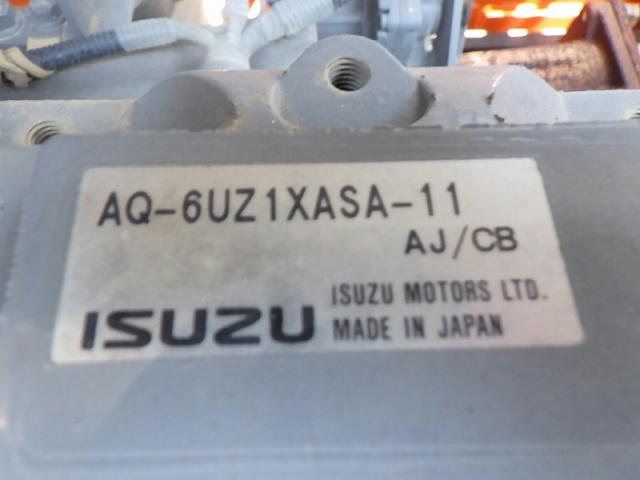 AQ-6UZ1XASA-11
AJ/CB
ISUZU
ISUZU MOTORS LTD.
MADE IN JAPAN